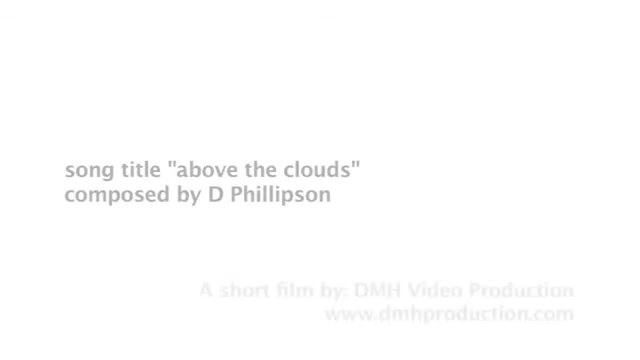 song title "above the clouds"
composed by D Phillipson
A short film by: DMH Video Production
www.dmhproduction.com